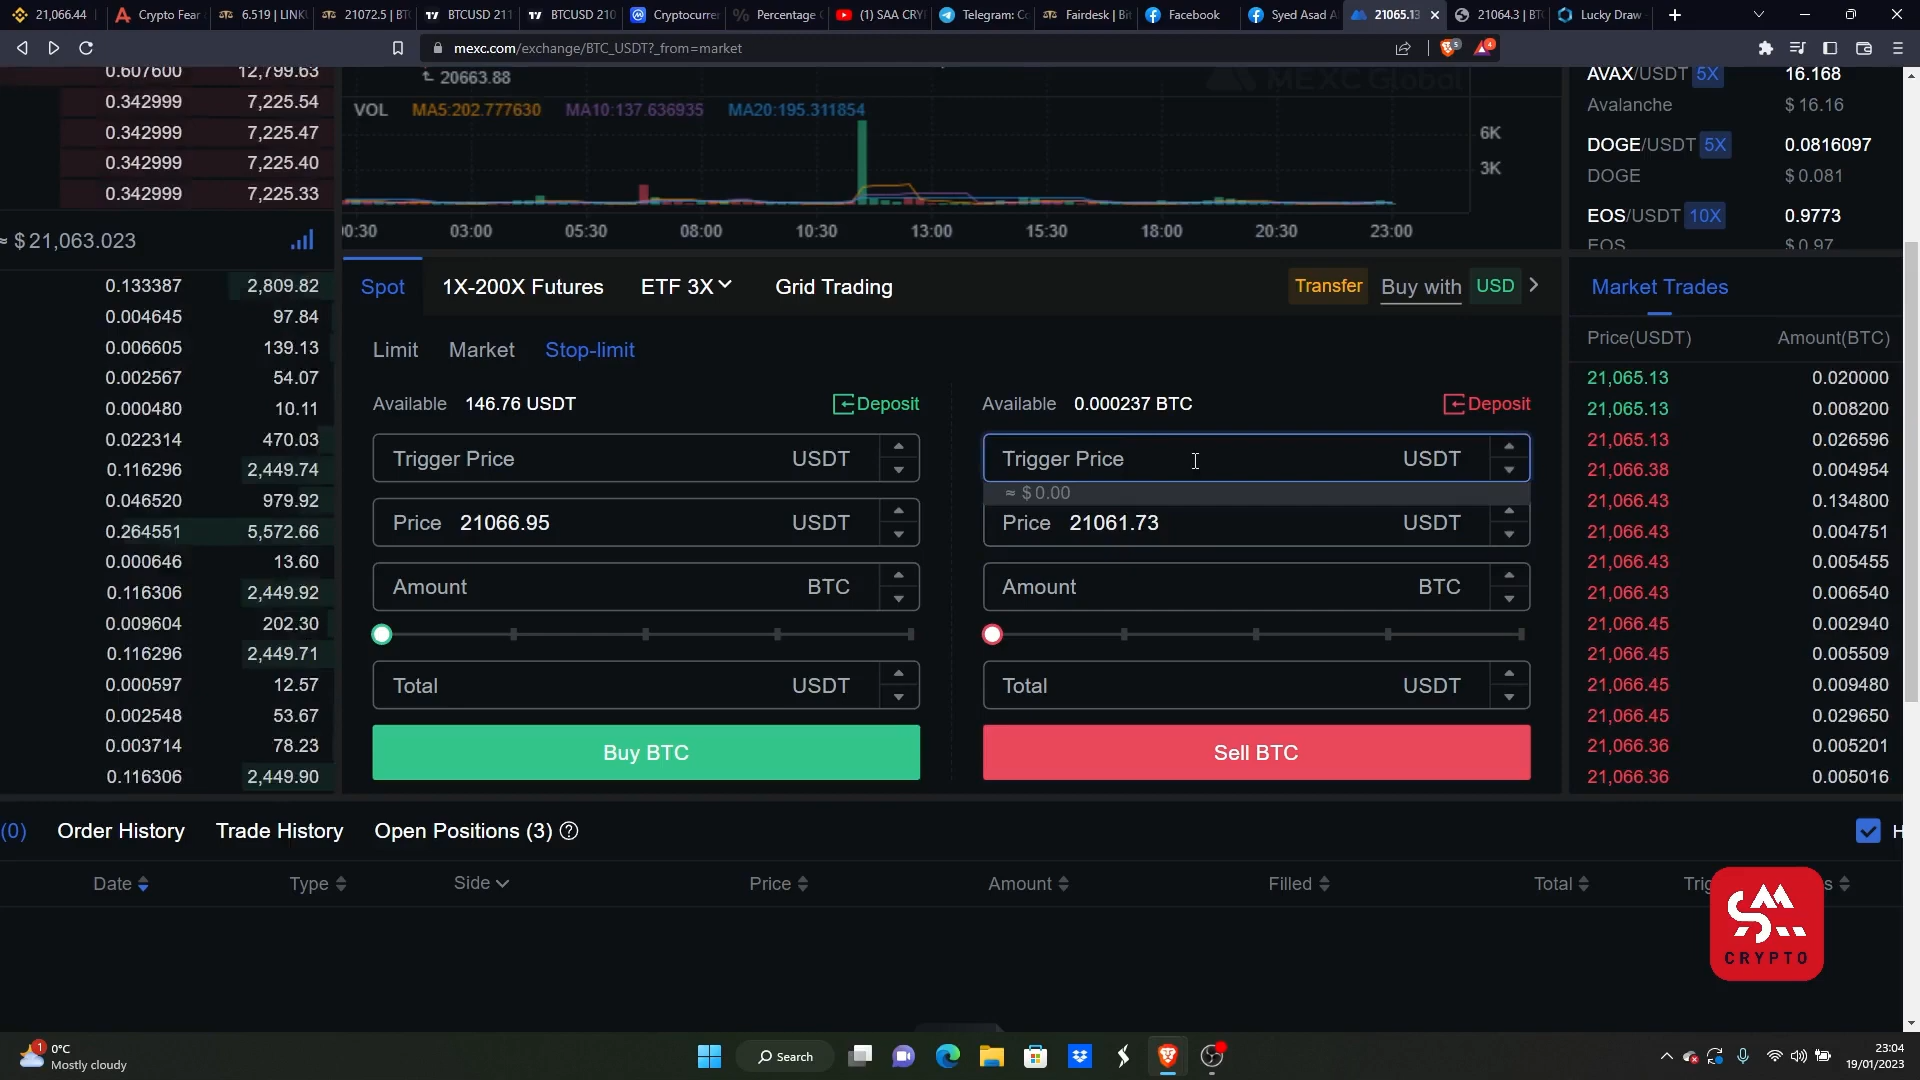 21,066.44 Crypto Fear 6.519 | LINK 21072.5 | BT BTCUSD 211 BTCUSD 210 Cryptocurre Percentage (1) SAA CRY Telegram: Co Fairdesk | Bit Facebook Syed Asad A 21065.13 21064.3 | BT Lucky Draw
mexc.com/exchange/BTC_USDT?_from=market
0.607600 12,799.63
0.342999 7,225.54
0.342999 7,225.47
0.342999 7,225.40
0.342999 7,225.33
≈ $ 21,063.023
0.133387 2,809.82
0.004645 97.84
0.006605 139.13
0.002567 54.07
0.000480 10.11
0.022314 470.03
0.116296 2,449.74
0.046520 979.92
0.264551 5,572.66
0.000646 13.60
0.116306 2,449.92
0.009604 202.30
0.116296 2,449.71
0.000597 12.57
0.002548 53.67
0.003714 78.23
0.116306 2,449.90
20663.88
MEXC Global
VOL MA5:202.777630 MA10:137.636935 MA20:195.311854
6K
3K
0:30 03:00 05:30 08:00 10:30 13:00 15:30 18:00 20:30 23:00
Spot 1X-200X Futures ETF 3X Grid Trading Transfer Buy with USD
Limit Market Stop-limit
Available 146.76 USDT Deposit
Trigger Price USDT
Price 21066.95 USDT
Amount BTC
Total USDT
Buy BTC
Available 0.000237 BTC Deposit
Trigger Price USDT
≈ $ 0.00
Price 21061.73 USDT
Amount BTC
Total USDT
Sell BTC
AVAX/USDT 5X 16.168
Avalanche $ 16.16
DOGE/USDT 5X 0.0816097
DOGE $ 0.081
EOS/USDT 10X 0.9773
EOS $ 0.97
Market Trades
Price(USDT) Amount(BTC)
21,065.13 0.020000
21,065.13 0.008200
21,065.13 0.026596
21,066.38 0.004954
21,066.43 0.134800
21,066.43 0.004751
21,066.43 0.005455
21,066.43 0.006540
21,066.45 0.002940
21,066.45 0.005509
21,066.45 0.009480
21,066.45 0.029650
21,066.36 0.005201
21,066.36 0.005016
(0) Order History Trade History Open Positions (3) H
Date Type Side Price Amount Filled Total Trig s
SM
CRYPTO
1 0°C
Mostly cloudy
Search
23:04
19/01/2023